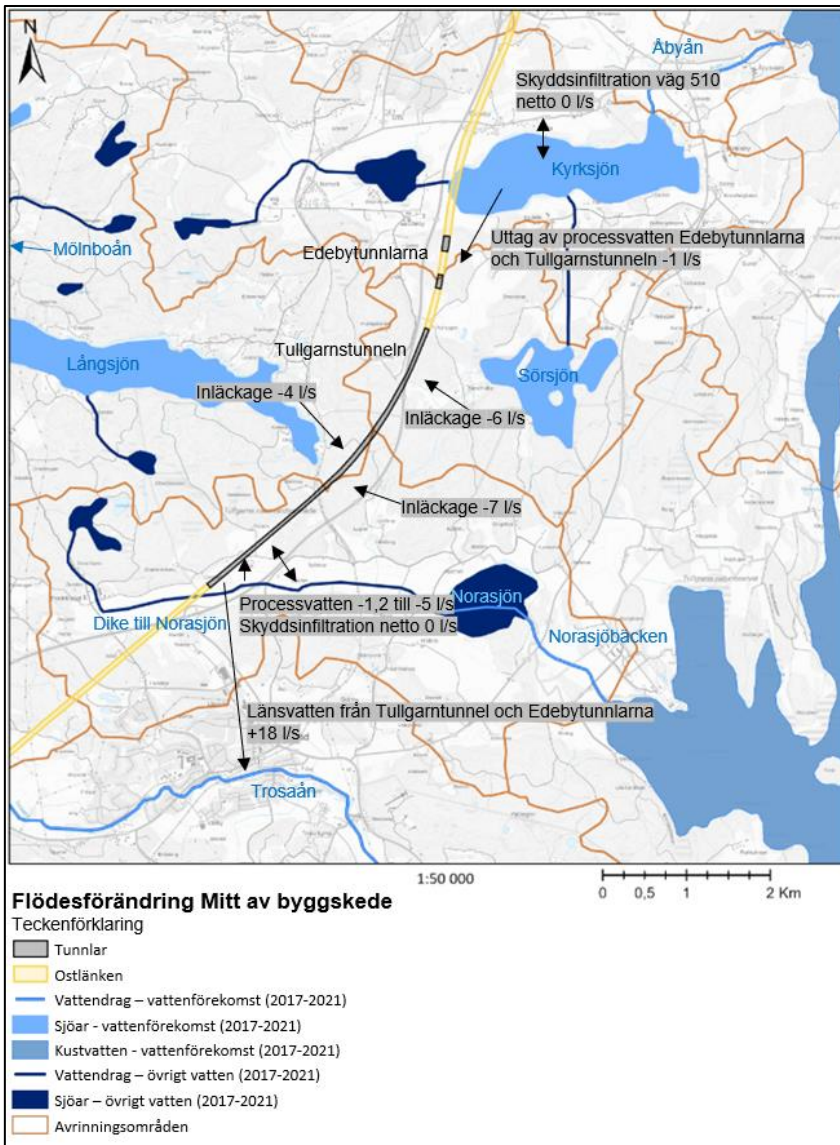 N
Åbyån
Skyddsinfiltration väg 510
netto 0 l/s
Kyrksjön
Mölnboån
Edebytunnlarna
Uttag av processvatten Edebytunnlarna
och Tullgarnstunneln -1 l/s
Tullgarnstunneln
Långsjön
Sörsjön
Inläckage -4 l/s
Inläckage -6 l/s
Inläckage -7 l/s
Norasjön
Processvatten -1,2 till -5 l/s
Dike till Norasjön
Skyddsinfiltration netto 0 l/s
Norasjöbäcken
Länsvatten från Tullgarntunnel och Edebytunnlarna
+18 l/s
Trosaån
1:50 000
0 0,5 1 2 Km
Flödesförändring Mitt av byggskede
Teckenförklaring
Tunnlar
Ostlänken
Vattendrag – vattenförekomst (2017-2021)
Sjöar - vattenförekomst (2017-2021)
Kustvatten - vattenförekomst (2017-2021)
Vattendrag – övrigt vatten (2017-2021)
Sjöar – övrigt vatten (2017-2021)
Avrinningsområden